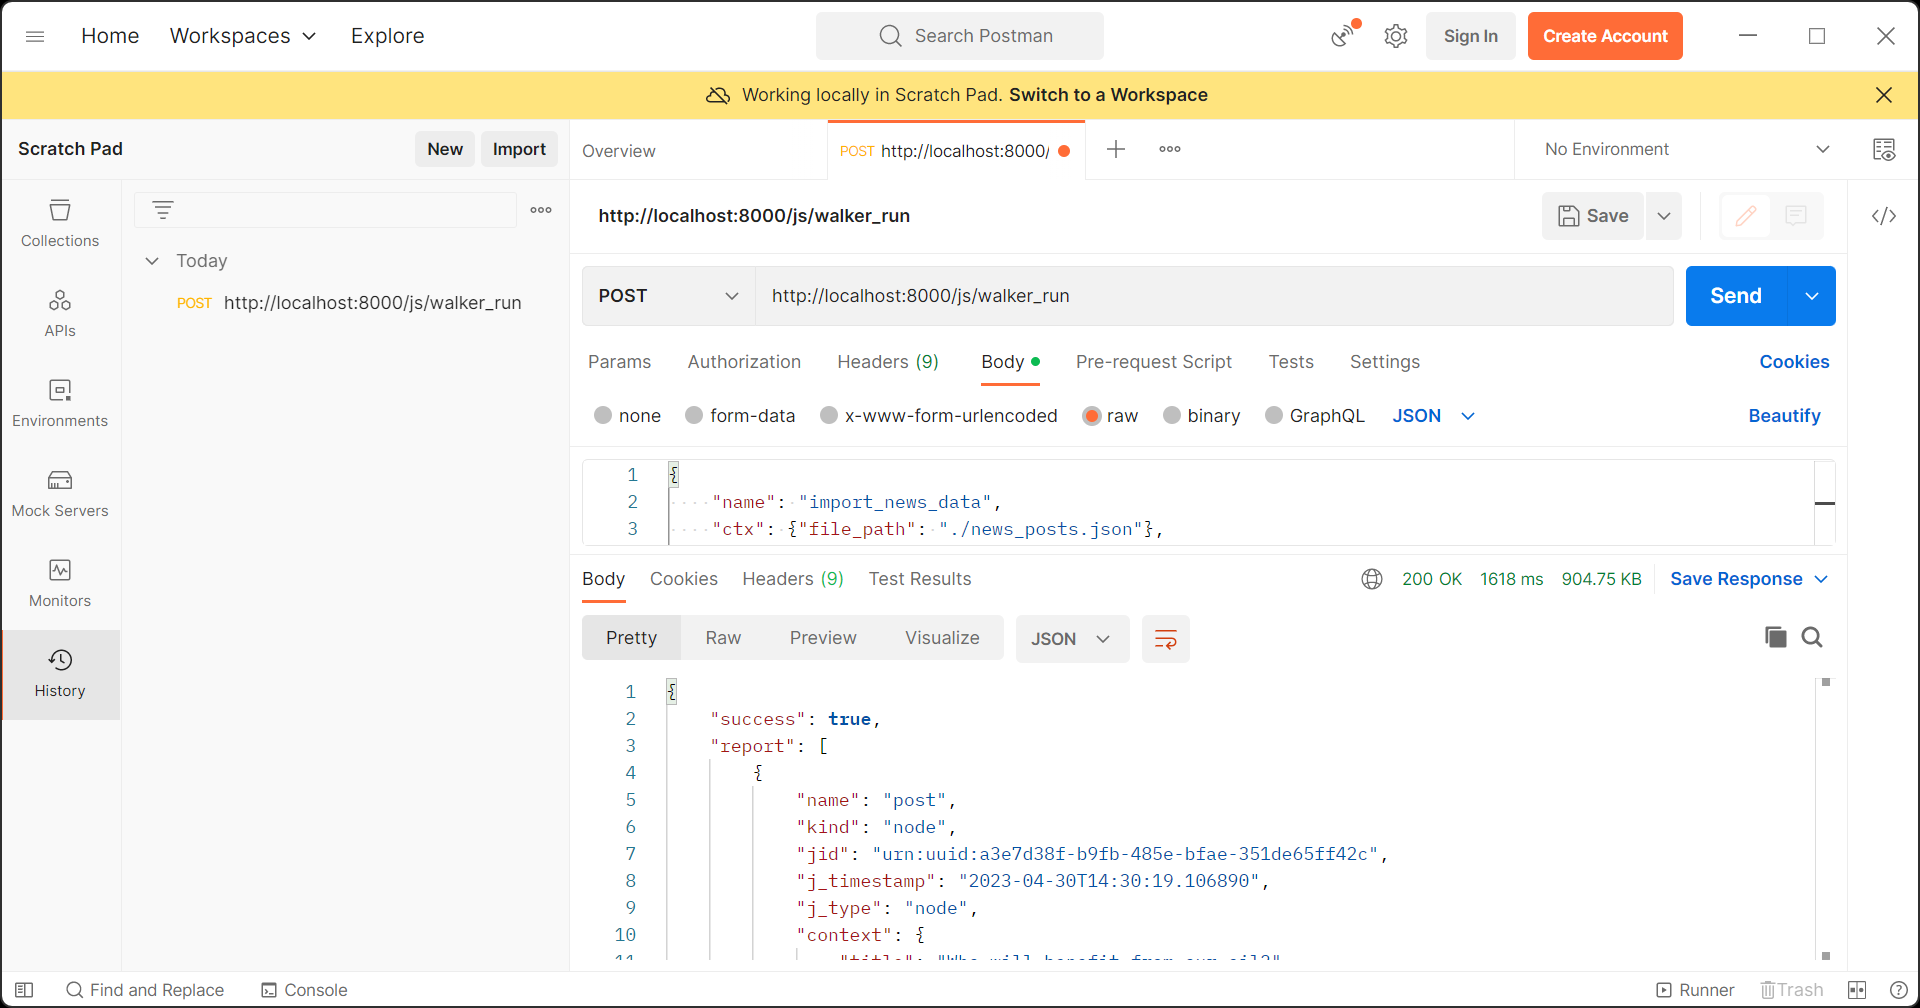 Home Workspaces Explore Search Postman Sign In Create Account
Working locally in Scratch Pad. Switch to a Workspace
Scratch Pad New Import Overview POST http://localhost:8000/ No Environment
Collections
APIs
Environments
Mock Servers
Monitors
History
Today
POST http://localhost:8000/js/walker_run
http://localhost:8000/js/walker_run Save
POST http://localhost:8000/js/walker_run Send
Params Authorization Headers (9) Body Pre-request Script Tests Settings Cookies
none form-data x-www-form-urlencoded raw binary GraphQL JSON Beautify
1 {
2 "name": "import_news_data",
3 "ctx": {"file_path": "./news_posts.json"},
Body Cookies Headers (9) Test Results 200 OK 1618 ms 904.75 KB Save Response
Pretty Raw Preview Visualize JSON
1 {
2 "success": true,
3 "report": [
4 {
5 "name": "post",
6 "kind": "node",
7 "jid": "urn:uuid:a3e7d38f-b9fb-485e-bfae-351de65ff42c",
8 "j_timestamp": "2023-04-30T14:30:19.106890",
9 "j_type": "node",
10 "context": {
11 "title": "Who will benefit from our
Find and Replace Console Runner Trash